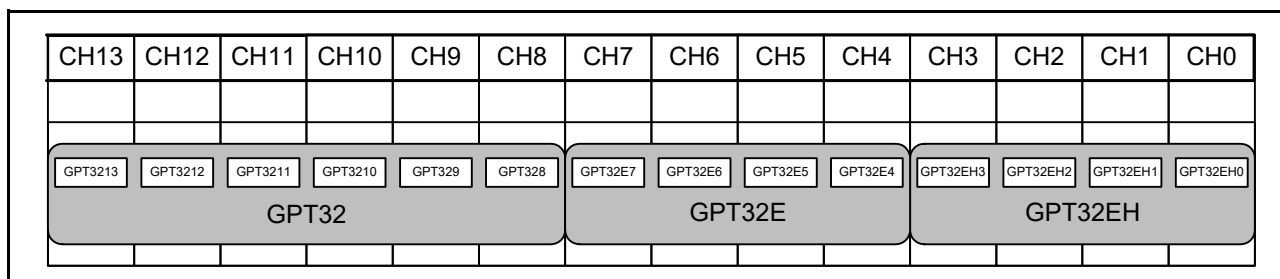 CH13 CH12 CH11 CH10 CH9 CH8 CH7 CH6 CH5 CH4 CH3 CH2 CH1 CH0
GPT3213 GPT3212 GPT3211 GPT3210 GPT329 GPT328 GPT32E7 GPT32E6 GPT32E5 GPT32E4 GPT32EH3 GPT32EH2 GPT32EH1 GPT32EH0
GPT32 GPT32E GPT32EH